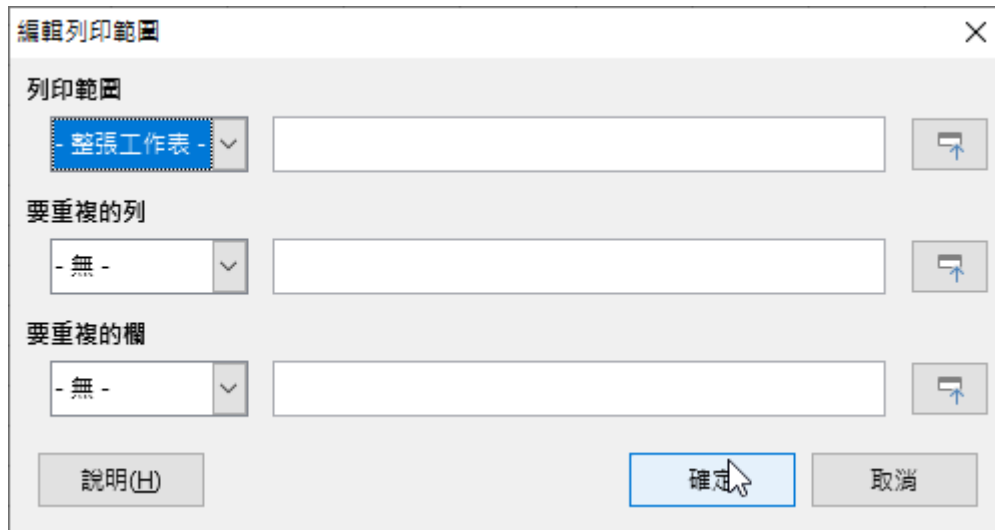 編輯列印範圍
列印範圍
- 整張工作表 -
要重複的列
- 無 -
要重複的欄
- 無 -
說明(H) 確定 取消